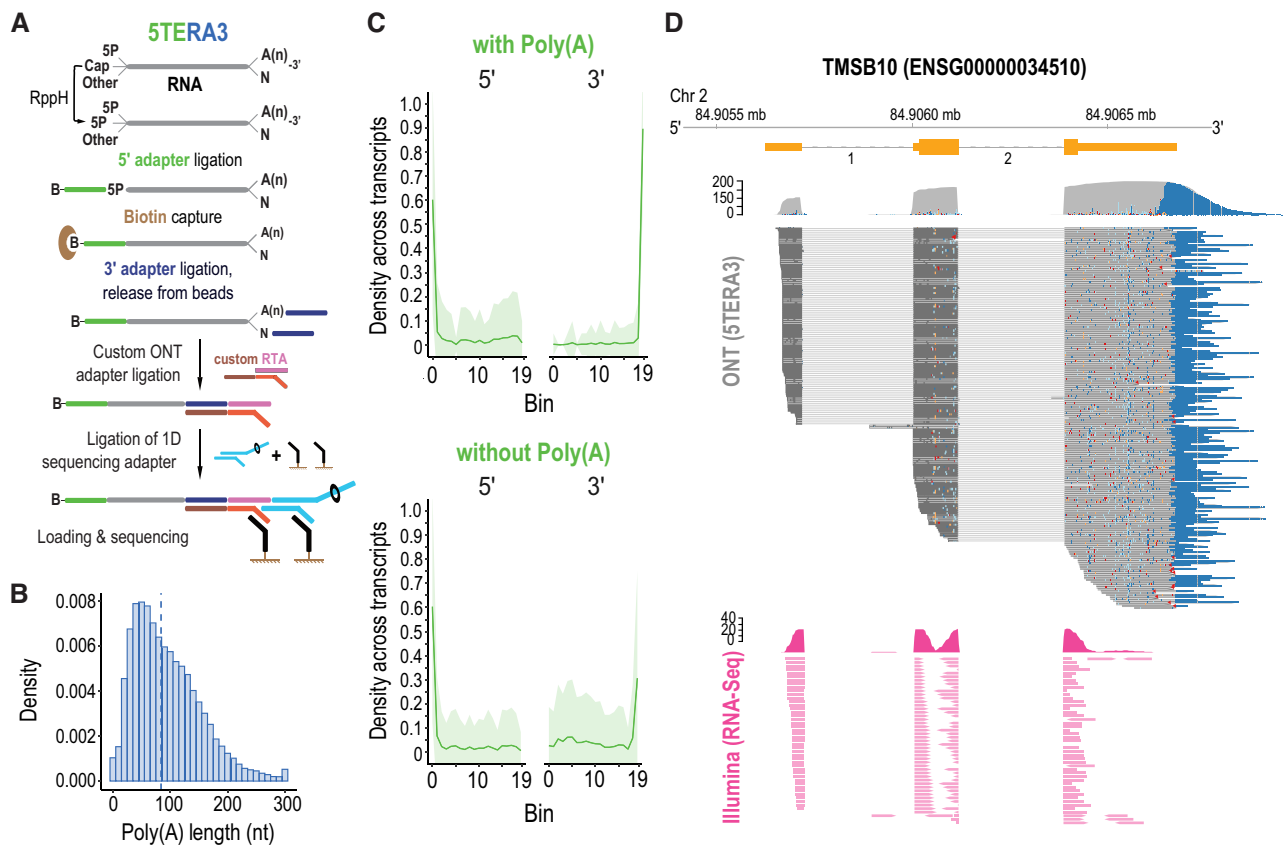 A
5TERA3
5P
Cap
Other
RNA
A(n)
N
-3'
RppH
5P
5P
Other
A(n)
N
-3'
5' adapter ligation
B
5P
A(n)
N
Biotin capture
B
A(n)
N
3' adapter ligation,
release from beads
B
A(n)
N
Custom ONT
adapter ligation
custom RTA
B
Ligation of 1D
sequencing adapter
+
B
Loading & sequencing
B
0.008
0.006
0.004
0.002
0.000
Density
0
100
200
300
Poly(A) length (nt)
C
with Poly(A)
5'
3'
1.0
0.9
0.8
0.7
0.6
0.5
0.4
0.3
0.2
0.1
0
Density across transcripts
0
10
19
0
10
19
Bin
without Poly(A)
5'
3'
1.0
0.9
0.8
0.7
0.6
0.5
0.4
0.3
0.2
0.1
0
Density across transcripts
0
10
19
0
10
19
Bin
D
TMSB10 (ENSG00000034510)
Chr 2
84.9055 mb
84.9060 mb
84.9065 mb
5'
3'
1
2
200
150
0
ONT (5TERA3)
40
20
0
Illumina (RNA-Seq)